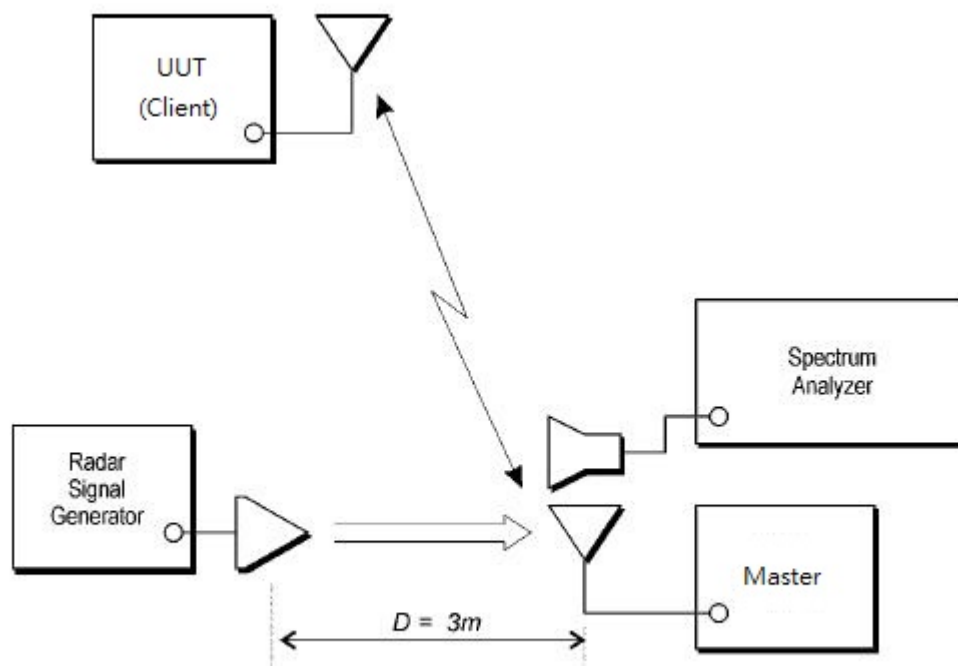 UUT
(Client)
Spectrum
Analyzer
Radar
Signal
Generator
Master
D = 3m